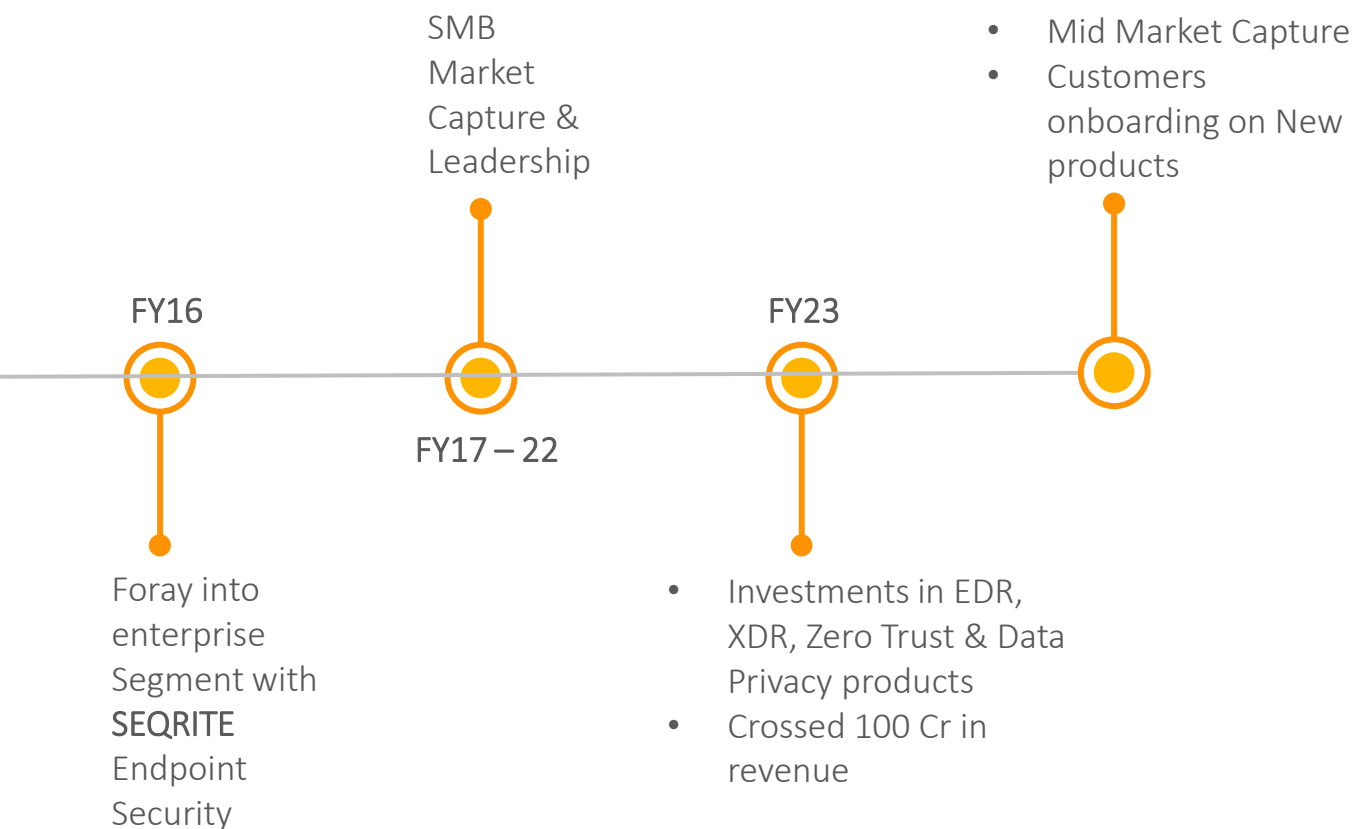 SMB
Market
Capture &
Leadership
• Mid Market Capture
• Customers
onboarding on New
products
FY16
FY23
FY17 – 22
Foray into
enterprise
Segment with
SEQRITE
Endpoint
Security
• Investments in EDR,
XDR, Zero Trust & Data
Privacy products
• Crossed 100 Cr in
revenue